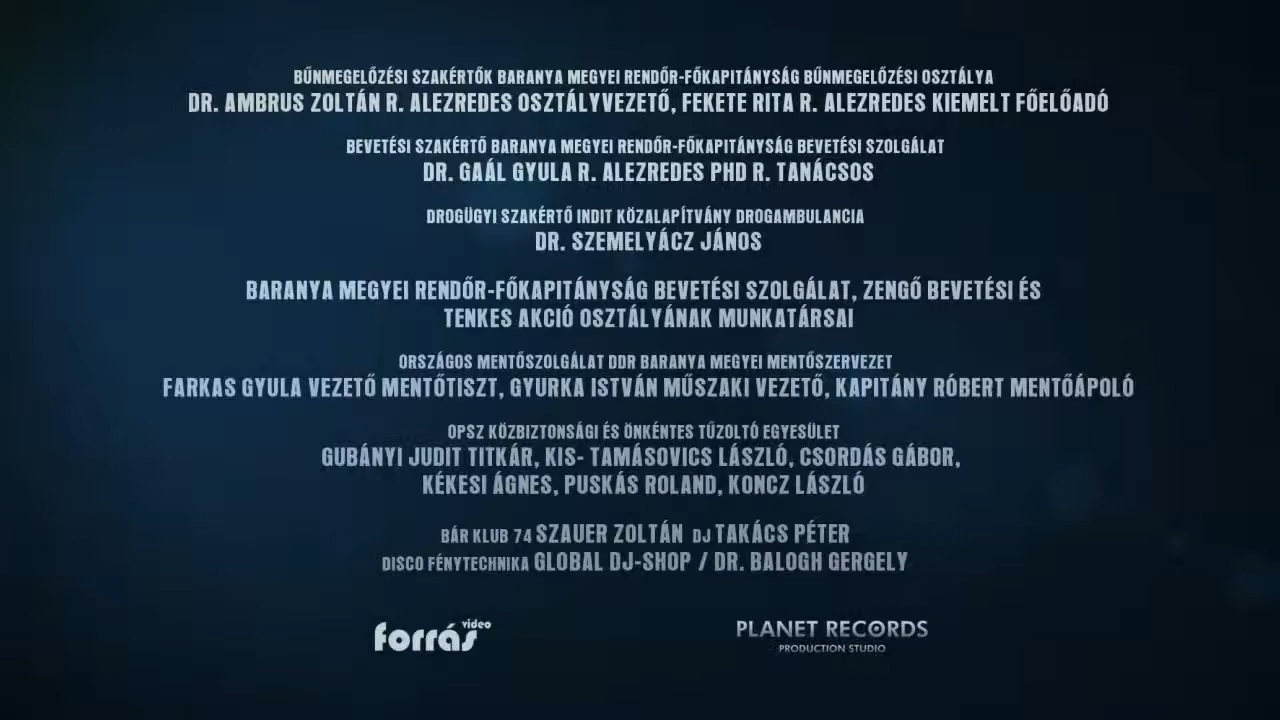 BŰNMEGELŐZÉSI SZAKÉRTŐK BARANYA MEGYEI RENDŐR-FŐKAPITÁNYSÁG BŰNMEGELŐZÉSI OSZTÁLYA
DR. AMBRUS ZOLTÁN R. ALEZREDES OSZTÁLYVEZETŐ, FEKETE RITA R. ALEZREDES KIEMELT FŐELŐADÓ
BEVETÉSI SZAKÉRTŐ BARANYA MEGYEI RENDŐR-FŐKAPITÁNYSÁG BEVETÉSI SZOLGÁLAT
DR. GAÁL GYULA R. ALEZREDES PHD R. TANÁCSOS
DROGÜGYI SZAKÉRTŐ INDIT KÖZALAPÍTVÁNY DROGAMBULANCIA
DR. SZEMELYÁCZ JÁNOS
BARANYA MEGYEI RENDŐR-FŐKAPITÁNYSÁG BEVETÉSI SZOLGÁLAT, ZENGŐ BEVETÉSI ÉS
TENKES AKCIÓ OSZTÁLYÁNAK MUNKATÁRSAI
ORSZÁGOS MENTŐSZOLGÁLAT DDR BARANYA MEGYEI MENTŐSZERVEZET
FARKAS GYULA VEZETŐ MENTŐTISZT, GYURKA ISTVÁN MŰSZAKI VEZETŐ, KAPITÁNY RÓBERT MENTŐÁPOLÓ
OPSZ KÖZBIZTONSÁGI ÉS ÖNKÉNTES TŰZOLTÓ EGYESÜLET
GUBÁNYI JUDIT TITKÁR, KIS- TAMÁSOVICS LÁSZLÓ, CSORDÁS GÁBOR,
KÉKESI ÁGNES, PUSKÁS ROLAND, KONCZ LÁSZLÓ
BÁR KLUB 74 SZAUER ZOLTÁN DJ TAKÁCS PÉTER
DISCO FÉNYTECHNIKA GLOBAL DJ-SHOP / DR. BALOGH GERGELY
forrás video
PLANET RECORDS
PRODUCTION STUDIO